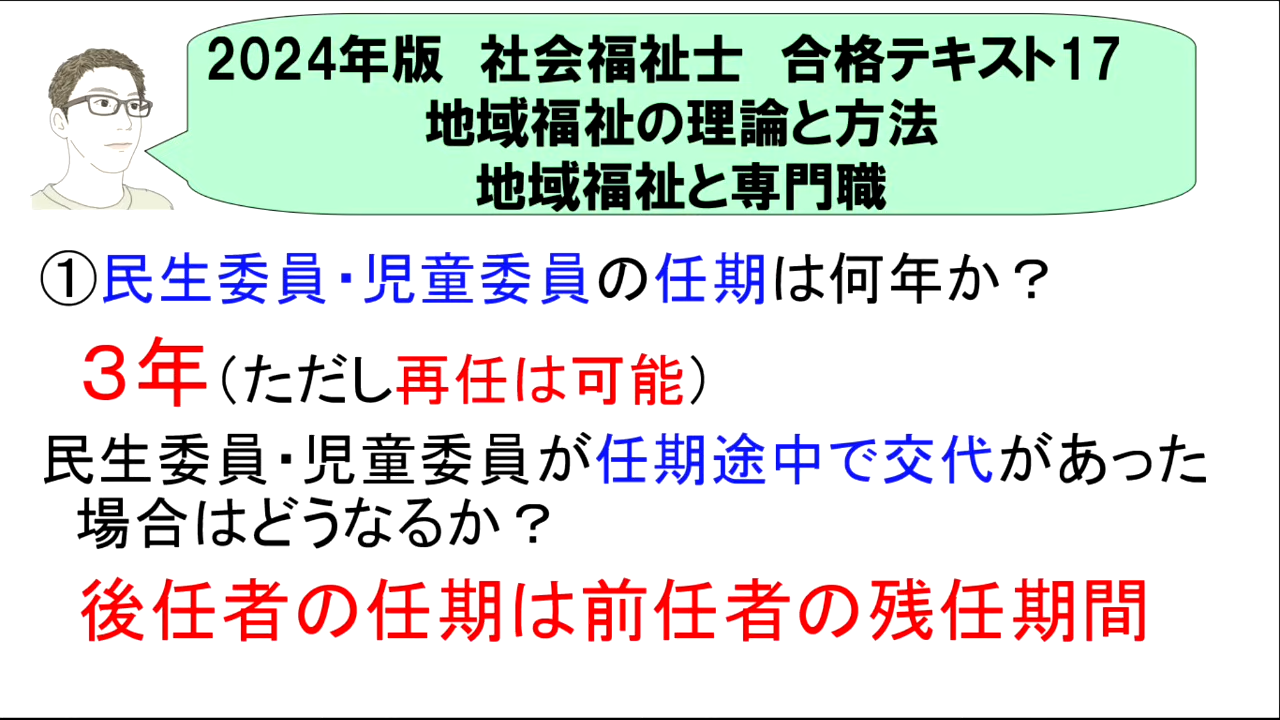 2024年版 社会福祉士 合格テキスト17
地域福祉の理論と方法
地域福祉と専門職
①民生委員・児童委員の任期は何年か？
３年（ただし再任は可能）
民生委員・児童委員が任期途中で交代があった
場合はどうなるか？
後任者の任期は前任者の残任期間